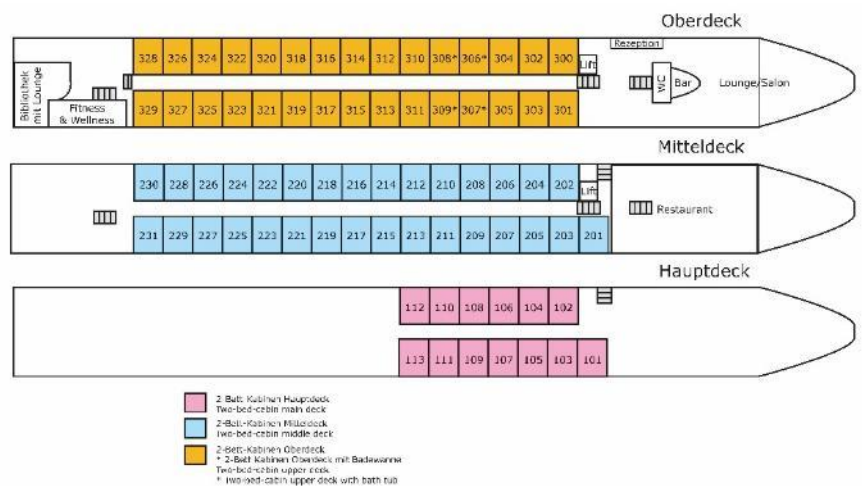 Oberdeck
Rezeption
328 326 324 322 320 318 316 314 312 310 308* 306* 304 302 300
Lift
Bibliothek
mit Lounge
Fitness
& Wellness
WC
Bar
Lounge/Salon
329 327 325 323 321 319 317 315 313 311 309* 307* 305 303 301
Mitteldeck
230 228 226 224 222 220 218 216 214 212 210 208 206 204 202
Lift
Restaurant
231 229 227 225 223 221 219 217 215 213 211 209 207 205 203 201
Hauptdeck
112 110 108 106 104 102
113 111 109 107 105 103 101
2-Bett-Kabinen Hauptdeck
Two-bed-cabin main deck
2-Bett-Kabinen Mitteldeck
Two-bed-cabin middle deck
2-Bett-Kabinen Oberdeck
* 2-Bett Kabinen Oberdeck mit Badewanne
Two-bed-cabin upper deck
* Two-bed-cabin upper deck with bath tub